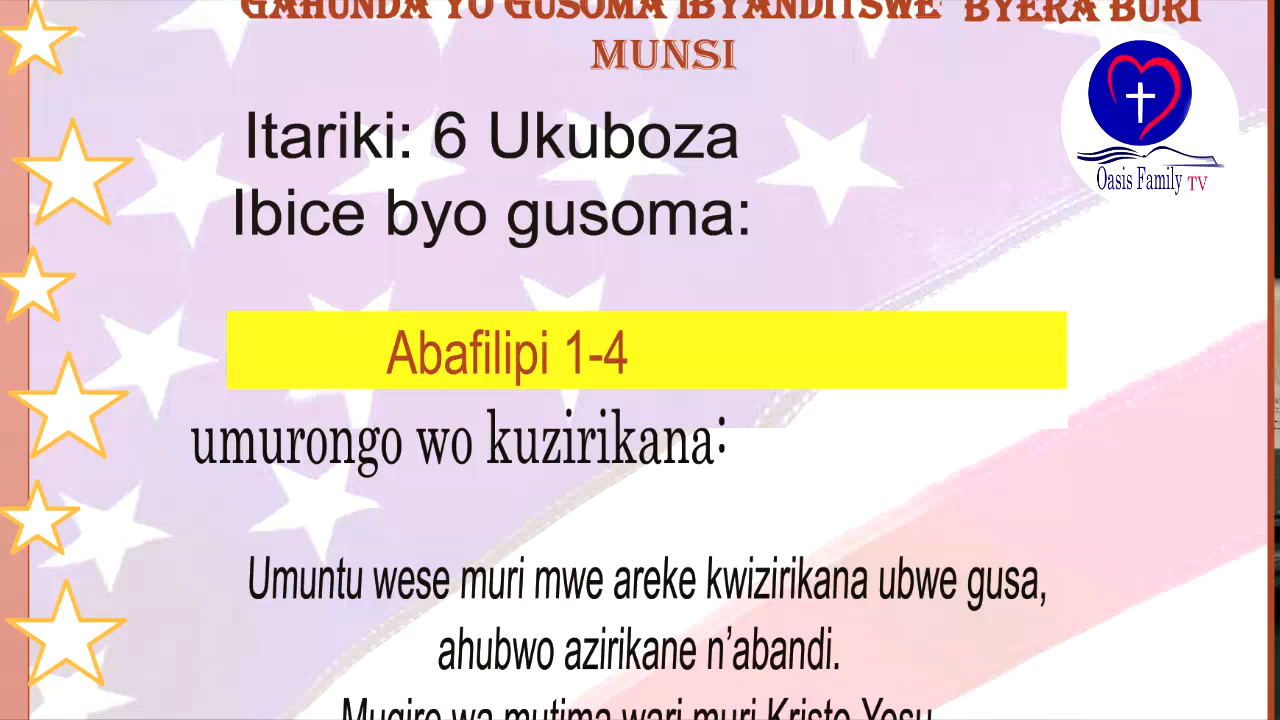 GAHUNDA YO GUSOMA IBYANDITSWE BYERA BURI
MUNSI
Itariki: 6 Ukuboza
Ibice byo gusoma:
Oasis Family TV
Abafilipi 1-4
umurongo wo kuzirikana:
Umuntu wese muri mwe areke kwizirikana ubwe gusa,
ahubwo azirikane n’abandi.
Mugire wa mutima wari muri Kristo Yesu